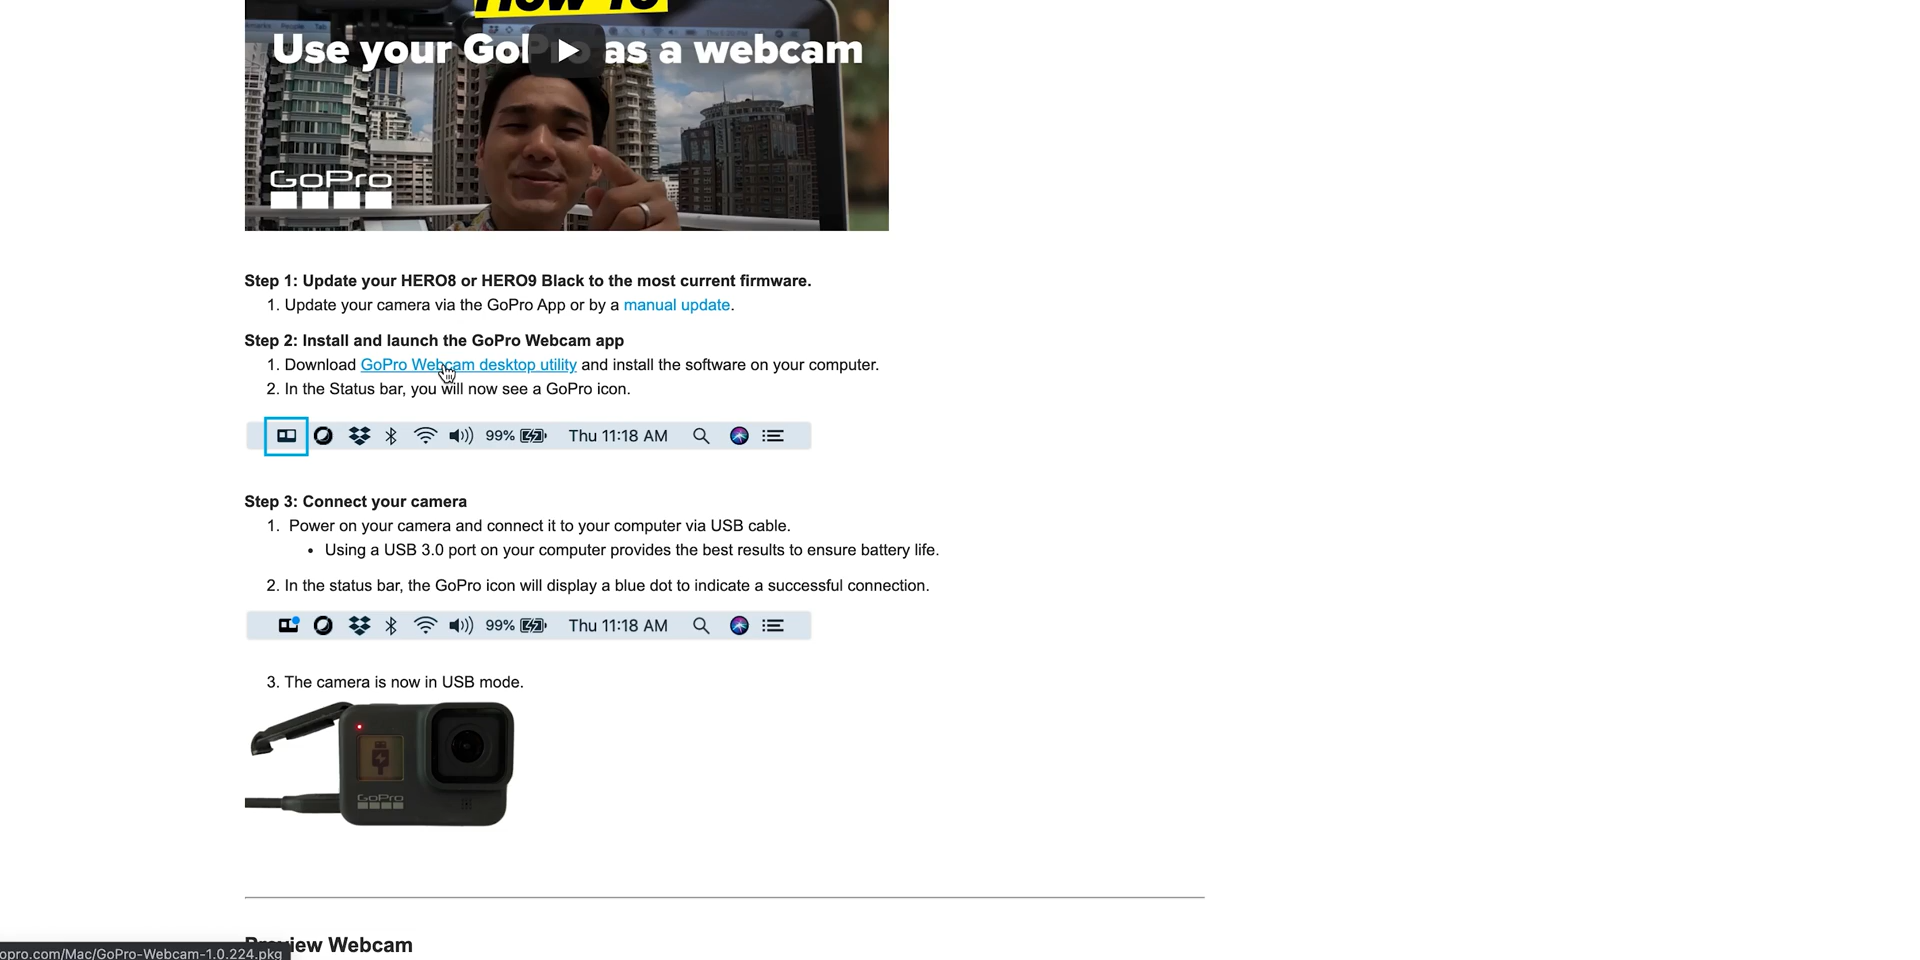 How To
Use your GoPro as a webcam
GoPro
Step 1: Update your HERO8 or HERO9 Black to the most current firmware.
1. Update your camera via the GoPro App or by a manual update.
Step 2: Install and launch the GoPro Webcam app
1. Download GoPro Webcam desktop utility and install the software on your computer.
2. In the Status bar, you will now see a GoPro icon.
99% Thu 11:18 AM
Step 3: Connect your camera
1. Power on your camera and connect it to your computer via USB cable.
• Using a USB 3.0 port on your computer provides the best results to ensure battery life.
2. In the status bar, the GoPro icon will display a blue dot to indicate a successful connection.
99% Thu 11:18 AM
3. The camera is now in USB mode.
GoPro
Preview Webcam
opro.com/Mac/GoPro-Webcam-1.0.224.pkg